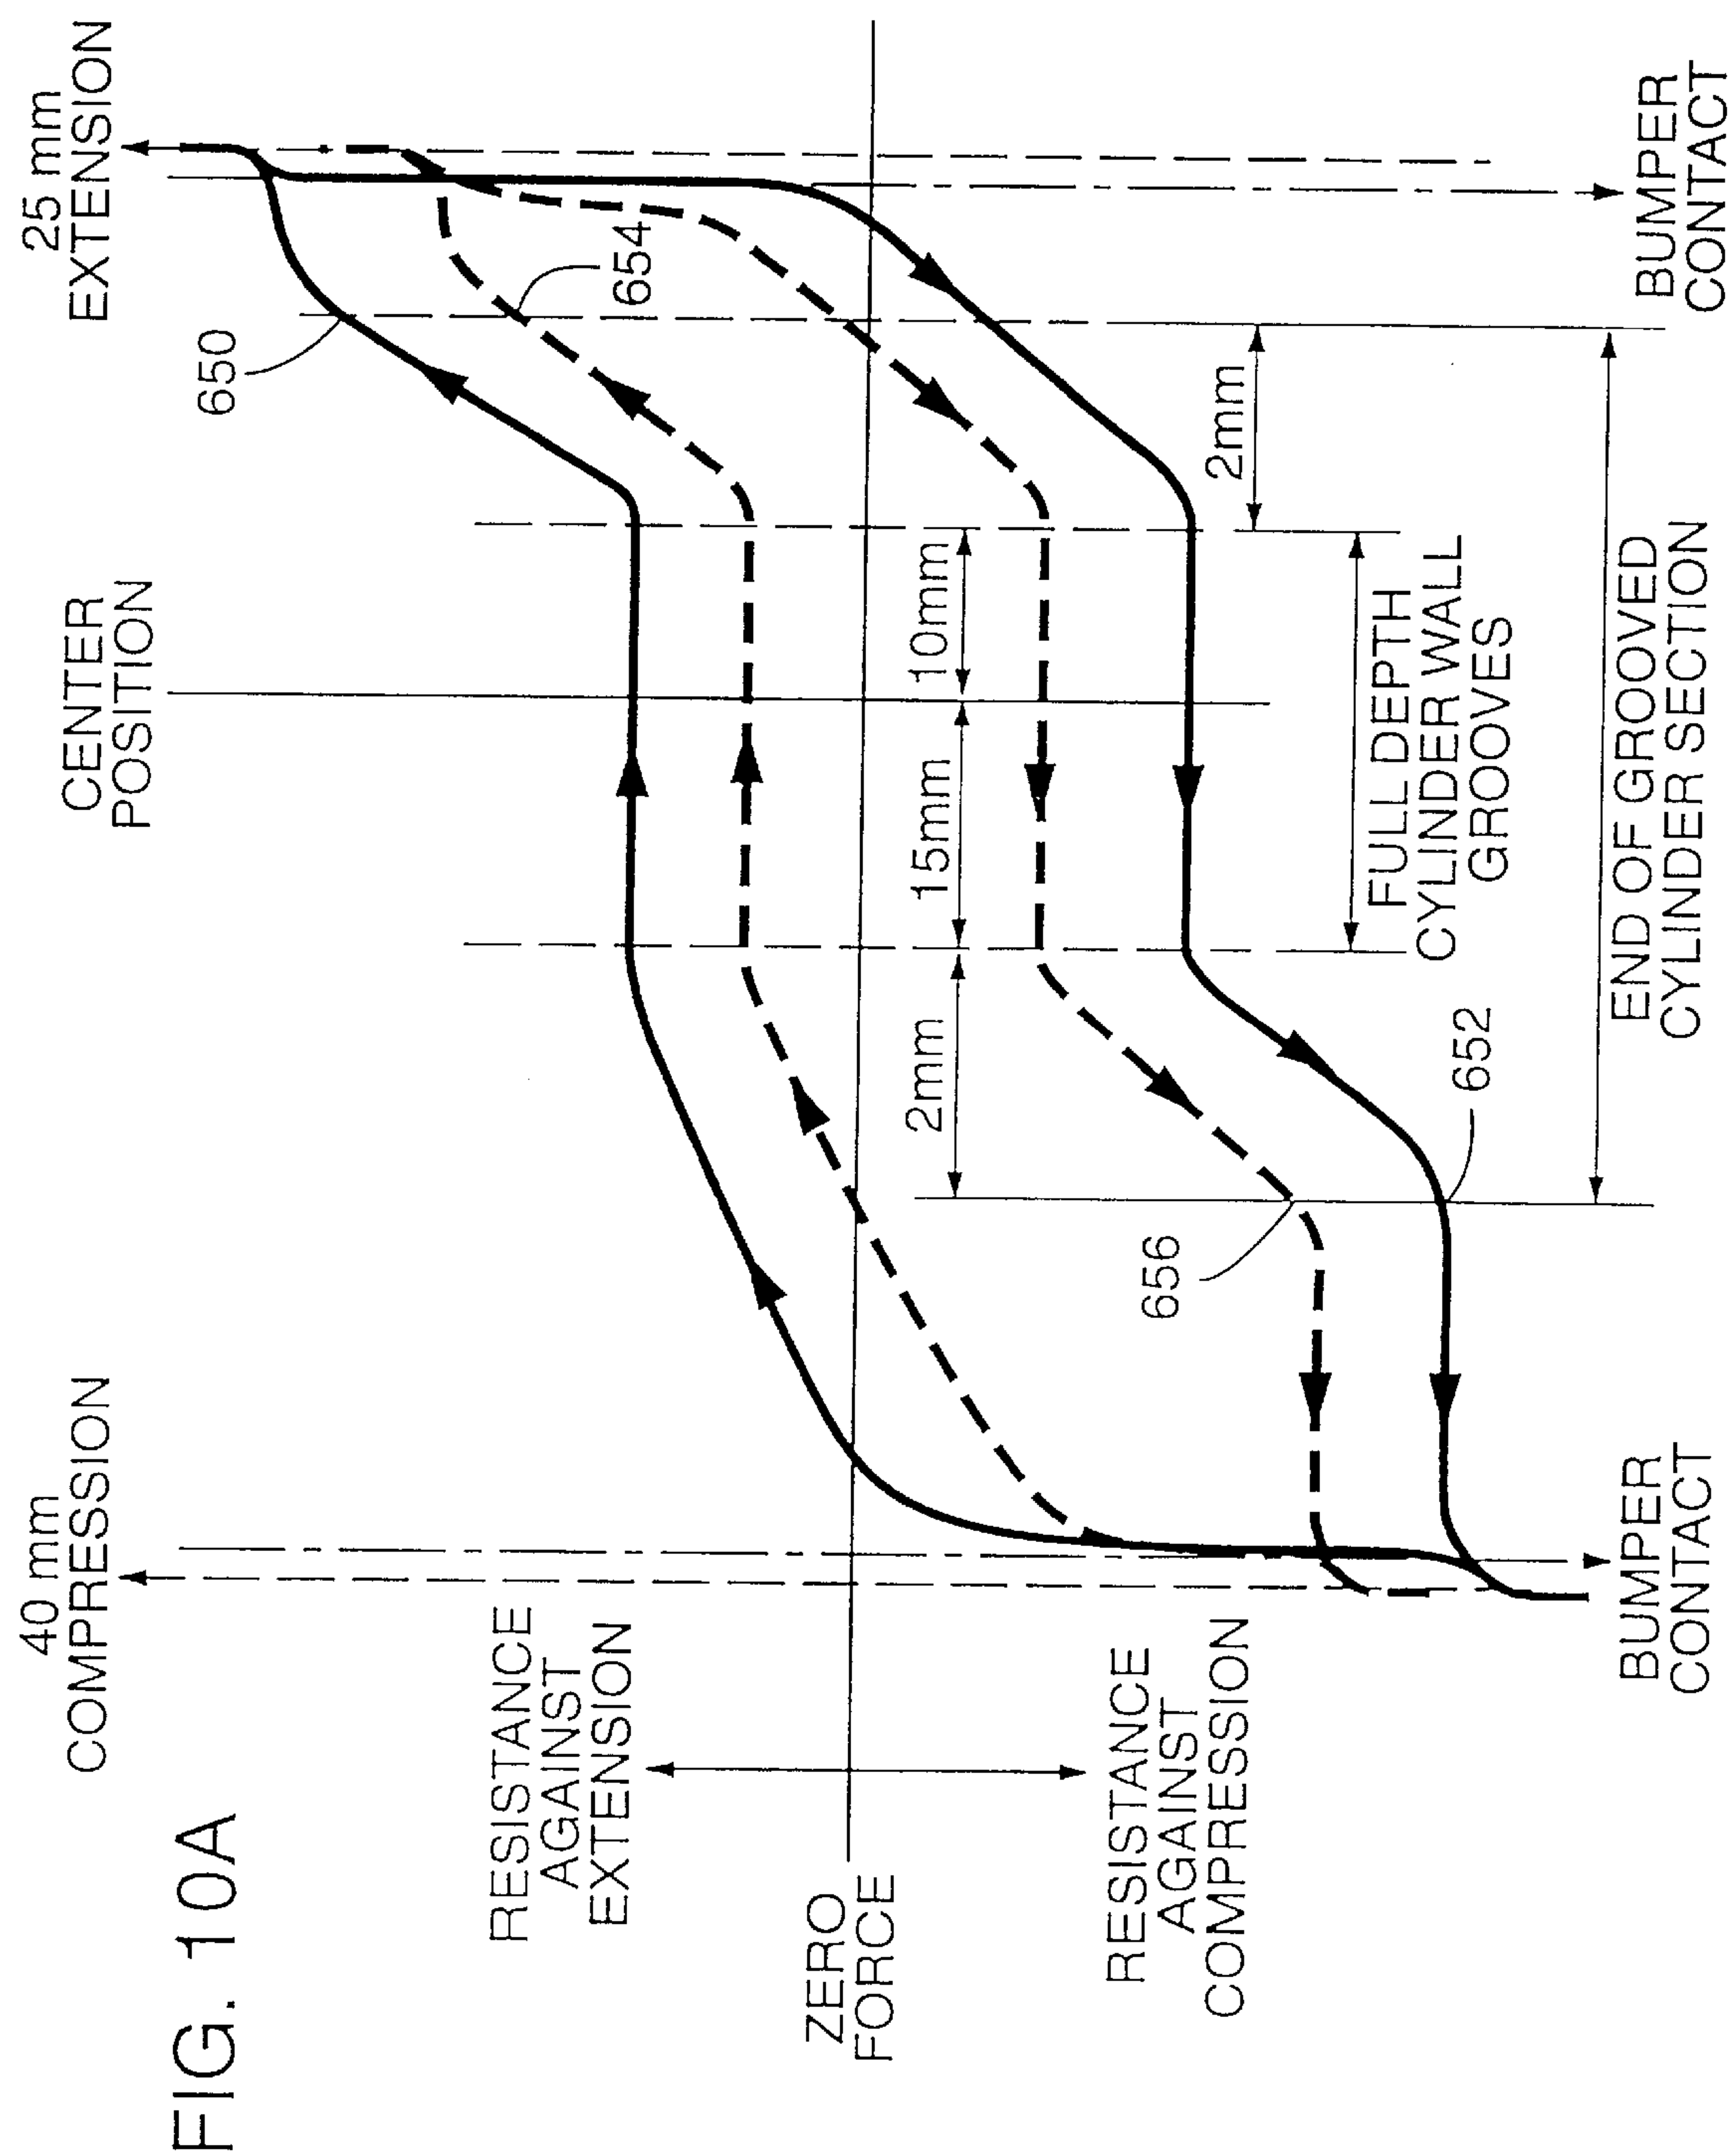 FIG. 10A
40 mm
COMPRESSION
CENTER
POSITION
25 mm
EXTENSION
650
654
RESISTANCE
AGAINST
EXTENSION
ZERO
FORCE
RESISTANCE
AGAINST
COMPRESSION
2mm
15mm
10mm
2mm
656
652
FULL DEPTH
CYLINDER WALL
GROOVES
END OF GROOVED
CYLINDER SECTION
BUMPER
CONTACT
BUMPER
CONTACT